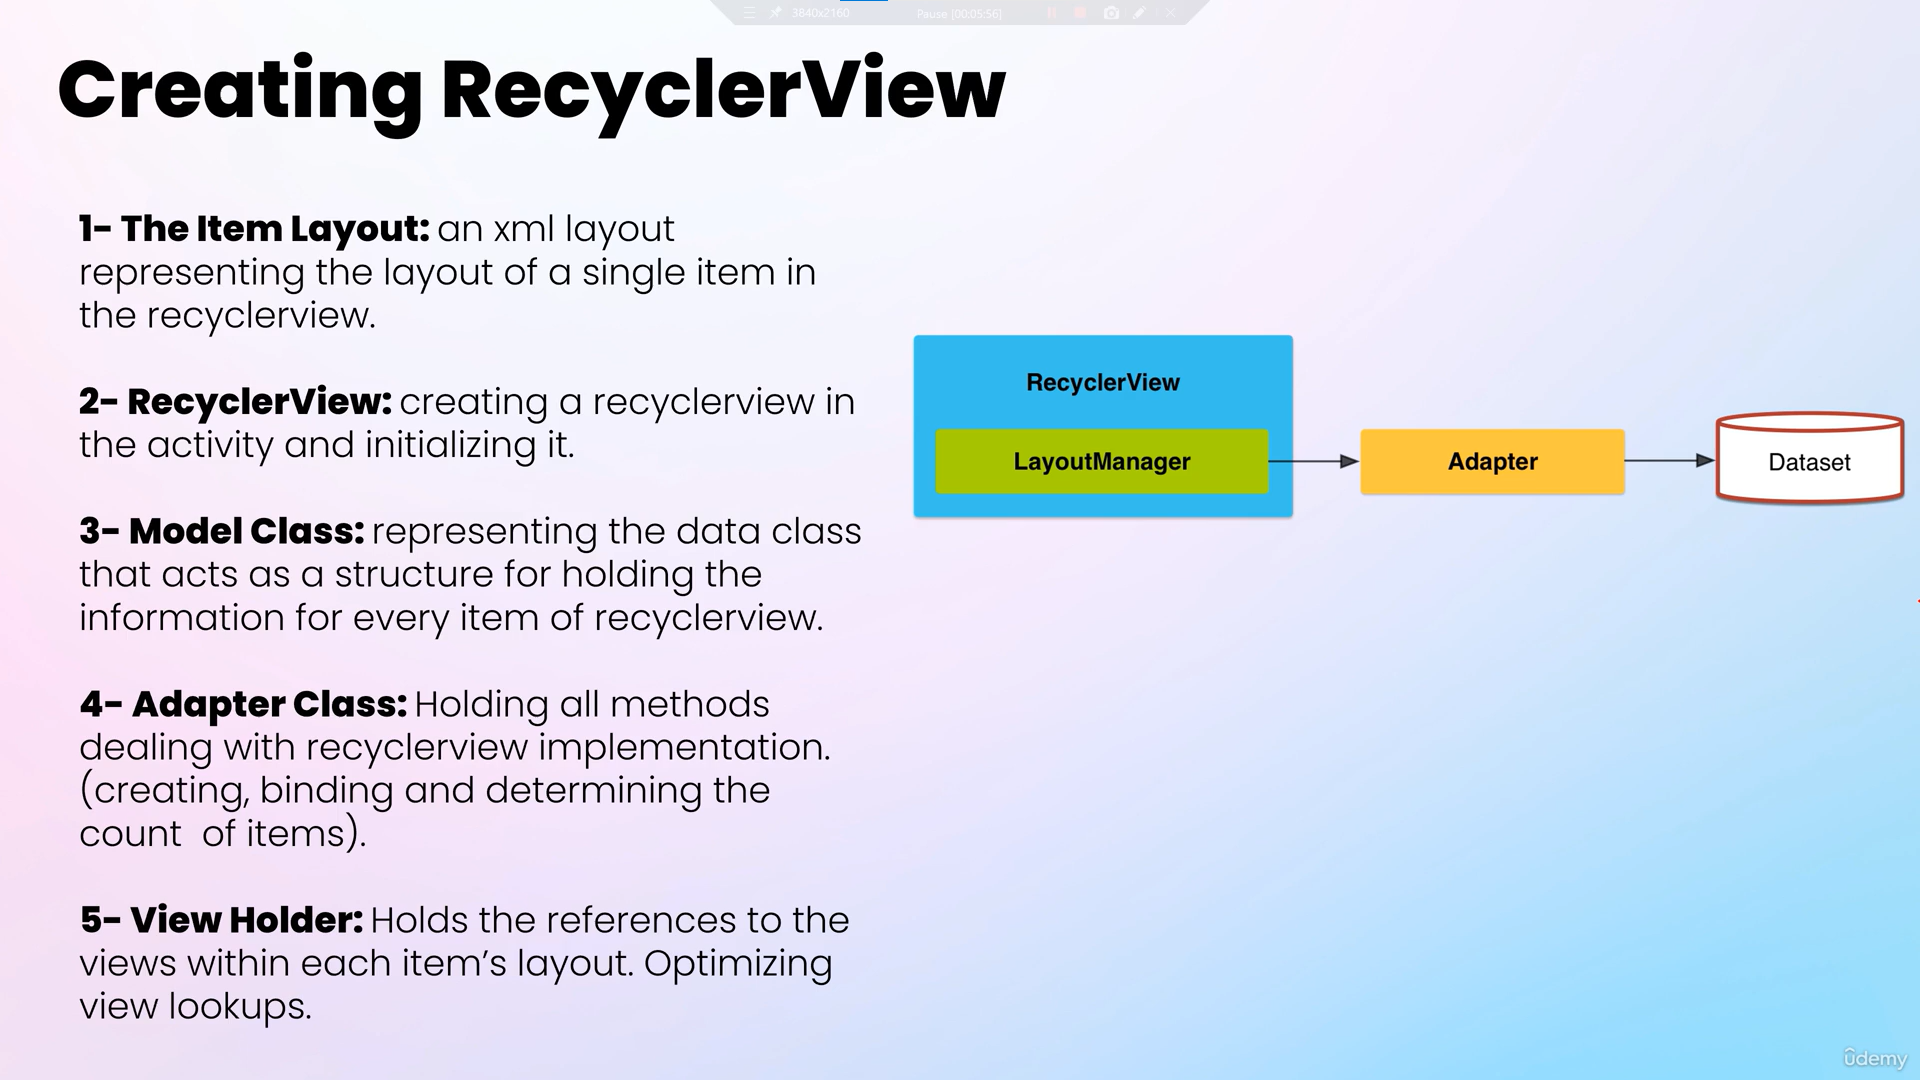 3840x2160 Pause [00:05:56]
Creating RecyclerView
1- The Item Layout: an xml layout
representing the layout of a single item in
the recyclerview.
2- RecyclerView: creating a recyclerview in
the activity and initializing it.
3- Model Class: representing the data class
that acts as a structure for holding the
information for every item of recyclerview.
4- Adapter Class: Holding all methods
dealing with recyclerview implementation.
(creating, binding and determining the
count  of items).
5- View Holder: Holds the references to the
views within each item’s layout. Optimizing
view lookups.
RecyclerView
LayoutManager
Adapter
Dataset
ûdemy